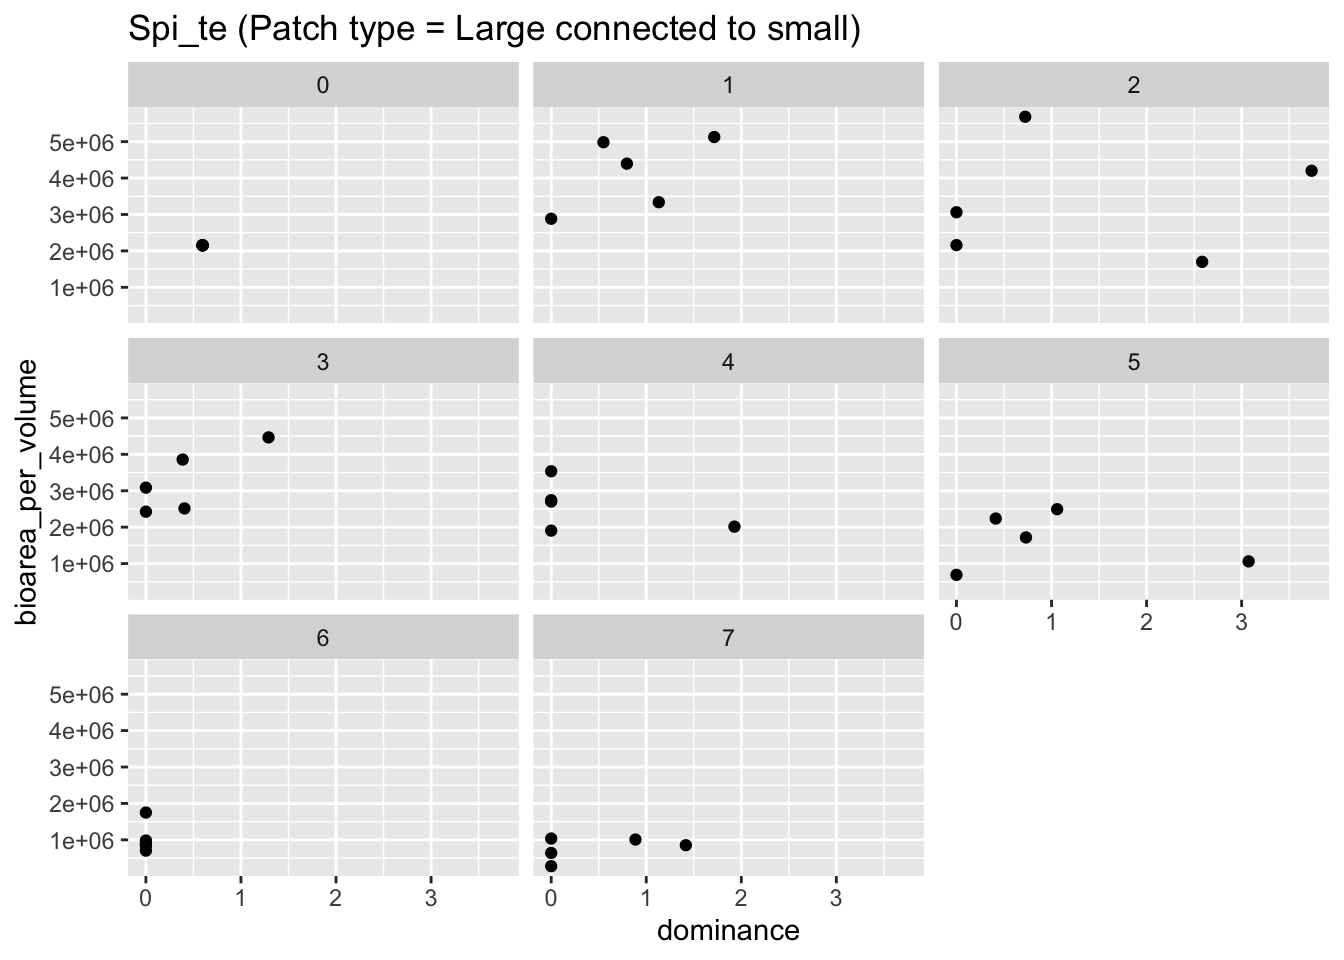 Spi_te (Patch type = Large connected to small)
0 1 2
5e+06
4e+06
3e+06
2e+06
1e+06
3 4 5
5e+06
4e+06
3e+06
2e+06
1e+06
0 1 2 3
6 7
5e+06
4e+06
3e+06
2e+06
1e+06
0 1 2 3 0 1 2 3
dominance
bioarea_per_volume